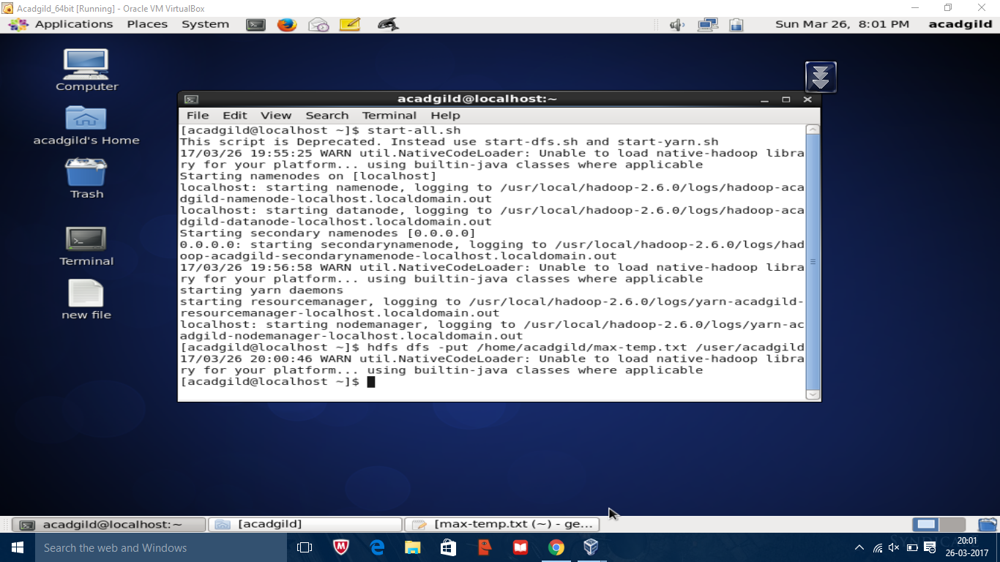 Acadgild_64bit [Running] - Oracle VM VirtualBox
Applications Places System
Sun Mar 26, 8:01 PM acadgild
Computer
acadgild's Home
Trash
Terminal
new file
acadgild@localhost:~
File Edit View Search Terminal Help
[acadgild@localhost ~]$ start-all.sh
This script is Deprecated. Instead use start-dfs.sh and start-yarn.sh
17/03/26 19:55:25 WARN util.NativeCodeLoader: Unable to load native-hadoop libra
ry for your platform... using builtin-java classes where applicable
Starting namenodes on [localhost]
localhost: starting namenode, logging to /usr/local/hadoop-2.6.0/logs/hadoop-aca
dgild-namenode-localhost.localdomain.out
localhost: starting datanode, logging to /usr/local/hadoop-2.6.0/logs/hadoop-aca
dgild-datanode-localhost.localdomain.out
Starting secondary namenodes [0.0.0.0]
0.0.0.0: starting secondarynamenode, logging to /usr/local/hadoop-2.6.0/logs/had
oop-acadgild-secondarynamenode-localhost.localdomain.out
17/03/26 19:56:58 WARN util.NativeCodeLoader: Unable to load native-hadoop libra
ry for your platform... using builtin-java classes where applicable
starting yarn daemons
starting resourcemanager, logging to /usr/local/hadoop-2.6.0/logs/yarn-acadgild-
resourcemanager-localhost.localdomain.out
localhost: starting nodemanager, logging to /usr/local/hadoop-2.6.0/logs/yarn-ac
adgild-nodemanager-localhost.localdomain.out
[acadgild@localhost ~]$ hdfs dfs -put /home/acadgild/max-temp.txt /user/acadgild
17/03/26 20:00:46 WARN util.NativeCodeLoader: Unable to load native-hadoop libra
ry for your platform... using builtin-java classes where applicable
[acadgild@localhost ~]$
acadgild@localhost:~
[acadgild]
[max-temp.txt (~) - ge...
Search the web and Windows
20:01
26-03-2017